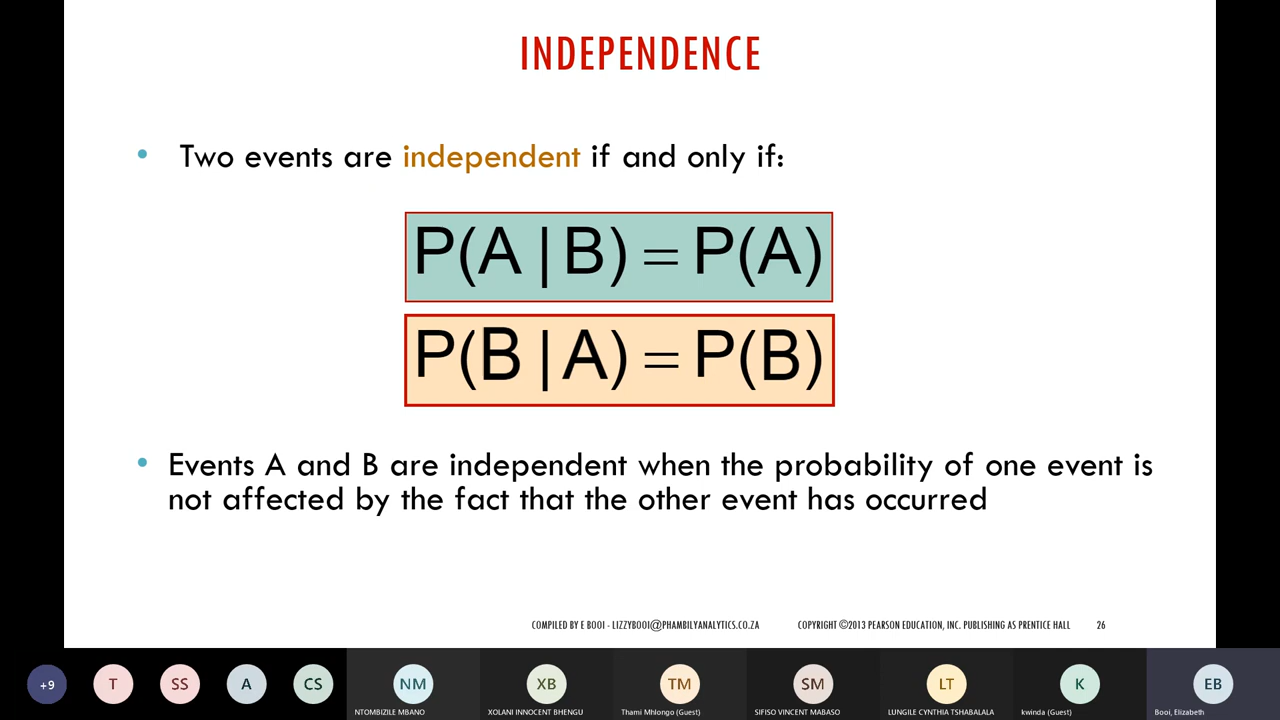 INDEPENDENCE
• Two events are independent if and only if:
P(A | B) = P(A)
P(B | A) = P(B)
• Events A and B are independent when the probability of one event is
not affected by the fact that the other event has occurred
COMPILED BY E BOOI - LIZZYBOOI@PHAMBILYANALYTICS.CO.ZA COPYRIGHT ©2013 PEARSON EDUCATION, INC. PUBLISHING AS PRENTICE HALL 26
+9 T SS A CS NM XB TM SM LT K EB
NTOMBIZILE MBANO XOLANI INNOCENT BHENGU Thami Mhlongo (Guest) SIFISO VINCENT MABASO LUNGILE CYNTHIA TSHABALALA kwinda (Guest) Booi, Elizabeth